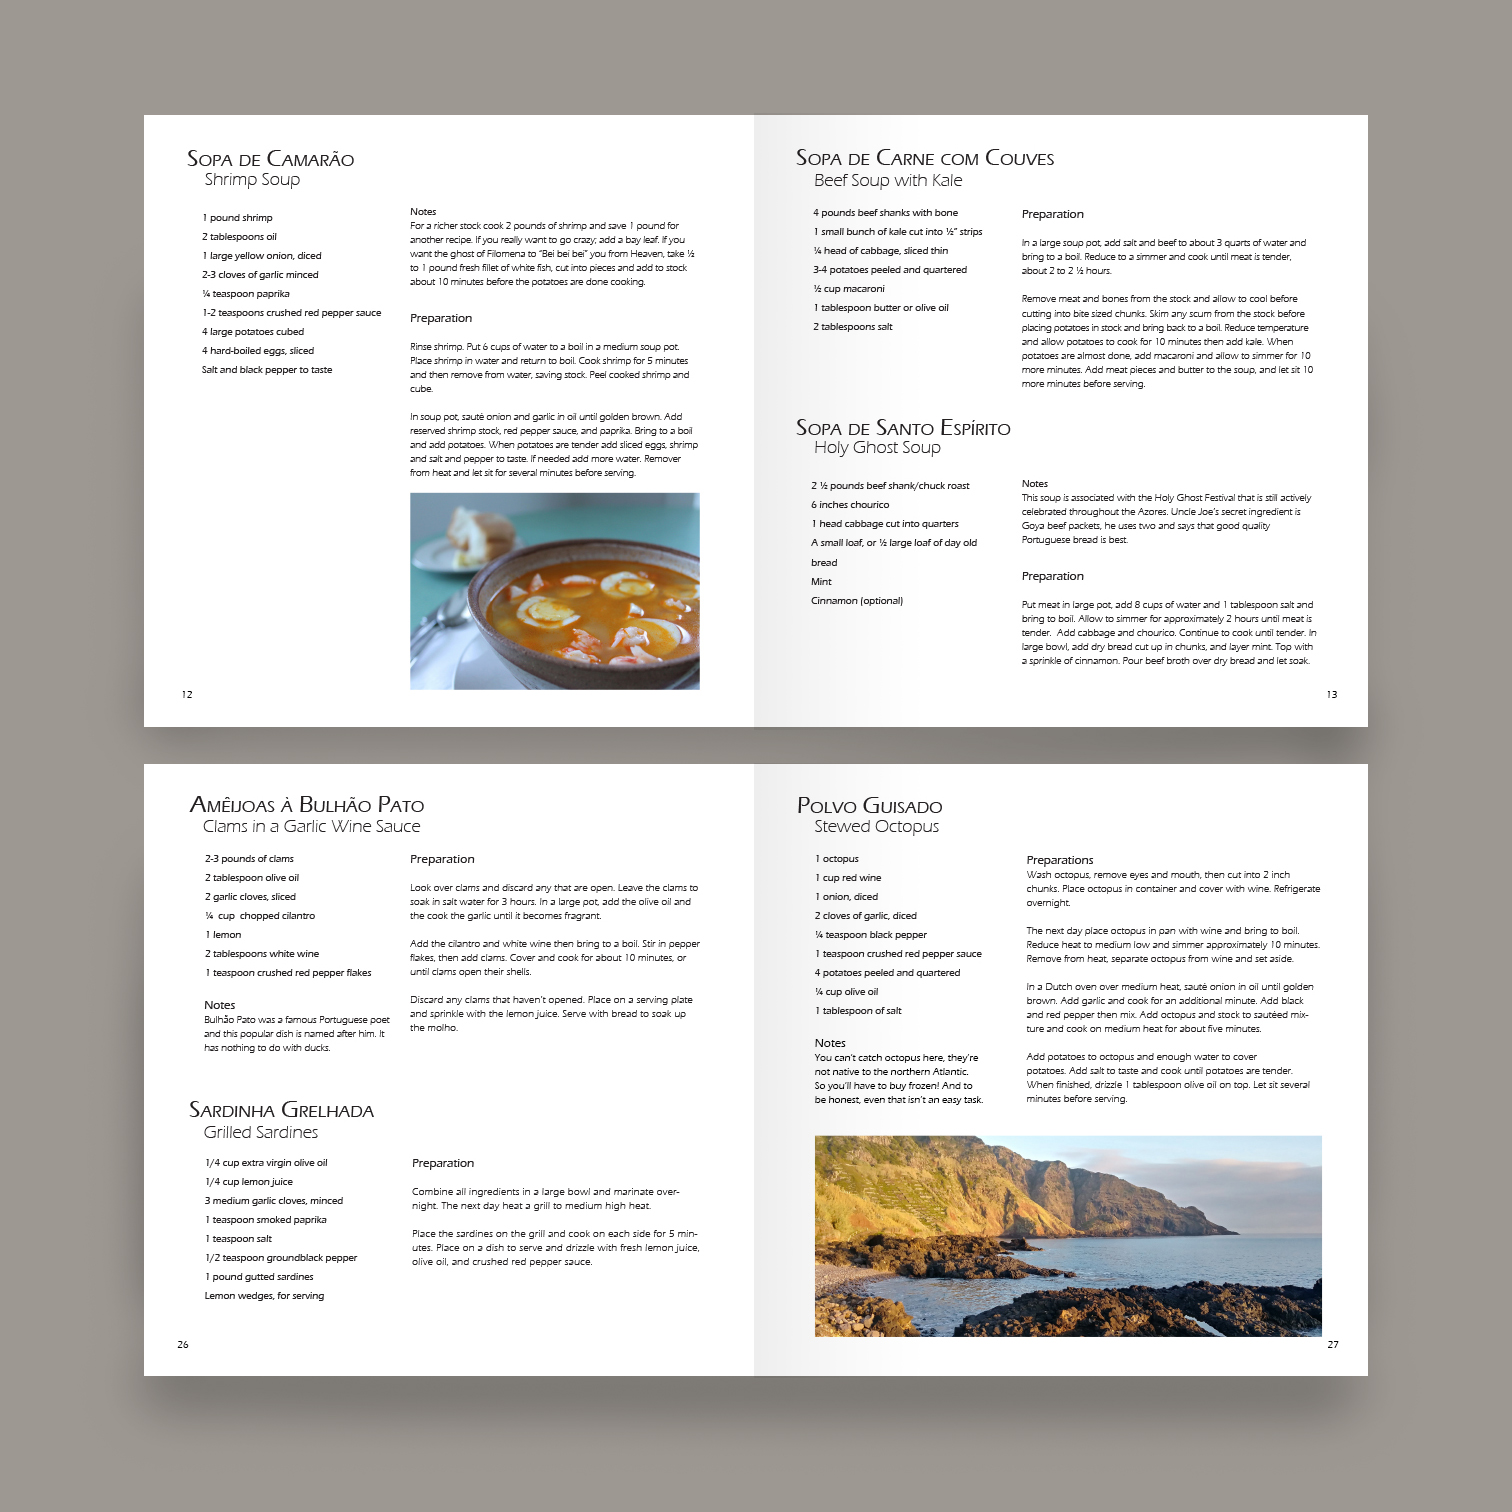 SOPA DE CAMARÃO
Shrimp Soup
1 pound shrimp
2 tablespoons oil
1 large yellow onion, diced
2-3 cloves of garlic minced
¼ teaspoon paprika
1-2 teaspoons crushed red pepper sauce
4 large potatoes cubed
4 hard-boiled eggs, sliced
Salt and black pepper to taste
Notes
For a richer stock cook 2 pounds of shrimp and save 1 pound for
another recipe. If you really want to go crazy; add a bay leaf. If you
want the ghost of Filomena to “Bei bei bei” you from Heaven, take ½
to 1 pound fresh fillet of white fish, cut into pieces and add to stock
about 10 minutes before the potatoes are done cooking.
Preparation
Rinse shrimp. Put 6 cups of water to a boil in a medium soup pot.
Place shrimp in water and return to boil. Cook shrimp for 5 minutes
and then remove from water, saving stock. Peel cooked shrimp and
cube.
In soup pot, sauté onion and garlic in oil until golden brown. Add
reserved shrimp stock, red pepper sauce, and paprika. Bring to a boil
and add potatoes. When potatoes are tender add sliced eggs, shrimp
and salt and pepper to taste. If needed add more water. Remover
from heat and let sit for several minutes before serving.
12
SOPA DE CARNE COM COUVES
Beef Soup with Kale
4 pounds beef shanks with bone
1 small bunch of kale cut into ½” strips
¼ head of cabbage, sliced thin
3-4 potatoes peeled and quartered
½ cup macaroni
1 tablespoon butter or olive oil
2 tablespoons salt
Preparation
In a large soup pot, add salt and beef to about 3 quarts of water and
bring to a boil. Reduce to a simmer and cook until meat is tender,
about 2 to 2 ½ hours.
Remove meat and bones from the stock and allow to cool before
cutting into bite sized chunks. Skim any scum from the stock before
placing potatoes in stock and bring back to a boil. Reduce temperature
and allow potatoes to cook for 10 minutes then add kale. When
potatoes are almost done, add macaroni and allow to simmer for 10
more minutes. Add meat pieces and butter to the soup, and let sit 10
more minutes before serving.
SOPA DE SANTO ESPÍRITO
Holy Ghost Soup
2 ½ pounds beef shank/chuck roast
6 inches chourico
1 head cabbage cut into quarters
A small loaf, or ½ large loaf of day old
bread
Mint
Cinnamon (optional)
Notes
This soup is associated with the Holy Ghost Festival that is still actively
celebrated throughout the Azores. Uncle Joe’s secret ingredient is
Goya beef packets, he uses two and says that good quality
Portuguese bread is best.
Preparation
Put meat in large pot, add 8 cups of water and 1 tablespoon salt and
bring to boil. Allow to simmer for approximately 2 hours until meat is
tender. Add cabbage and chourico. Continue to cook until tender. In
large bowl, add dry bread cut up in chunks, and layer mint. Top with
a sprinkle of cinnamon. Pour beef broth over dry bread and let soak.
13
AMÊIJOAS À BULHÃO PATO
Clams in a Garlic Wine Sauce
2-3 pounds of clams
2 tablespoon olive oil
2 garlic cloves, sliced
¼ cup chopped cilantro
1 lemon
2 tablespoons white wine
1 teaspoon crushed red pepper flakes
Notes
Bulhão Pato was a famous Portuguese poet
and this popular dish is named after him. It
has nothing to do with ducks.
Preparation
Look over clams and discard any that are open. Leave the clams to
soak in salt water for 3 hours. In a large pot, add the olive oil and
the cook the garlic until it becomes fragrant.
Add the cilantro and white wine then bring to a boil. Stir in pepper
flakes, then add clams. Cover and cook for about 10 minutes, or
until clams open their shells.
Discard any clams that haven’t opened. Place on a serving plate
and sprinkle with the lemon juice. Serve with bread to soak up
the molho.
SARDINHA GRELHADA
Grilled Sardines
1/4 cup extra virgin olive oil
1/4 cup lemon juice
3 medium garlic cloves, minced
1 teaspoon smoked paprika
1 teaspoon salt
1/2 teaspoon groundblack pepper
1 pound gutted sardines
Lemon wedges, for serving
Preparation
Combine all ingredients in a large bowl and marinate over-
night. The next day heat a grill to medium high heat.
Place the sardines on the grill and cook on each side for 5 min-
utes. Place on a dish to serve and drizzle with fresh lemon juice,
olive oil, and crushed red pepper sauce.
26
POLVO GUISADO
Stewed Octopus
1 octopus
1 cup red wine
1 onion, diced
2 cloves of garlic, diced
¼ teaspoon black pepper
1 teaspoon crushed red pepper sauce
4 potatoes peeled and quartered
¼ cup olive oil
1 tablespoon of salt
Notes
You can’t catch octopus here, they’re
not native to the northern Atlantic.
So you’ll have to buy frozen! And to
be honest, even that isn’t an easy task.
Preparations
Wash octopus, remove eyes and mouth, then cut into 2 inch
chunks. Place octopus in container and cover with wine. Refrigerate
overnight.
The next day place octopus in pan with wine and bring to boil.
Reduce heat to medium low and simmer approximately 10 minutes.
Remove from heat, separate octopus from wine and set aside.
In a Dutch oven over medium heat, sauté onion in oil until golden
brown. Add garlic and cook for an additional minute. Add black
and red pepper then mix. Add octopus and stock to sautéed mix-
ture and cook on medium heat for about five minutes.
Add potatoes to octopus and enough water to cover
potatoes. Add salt to taste and cook until potatoes are tender.
When finished, drizzle 1 tablespoon olive oil on top. Let sit several
minutes before serving.
27